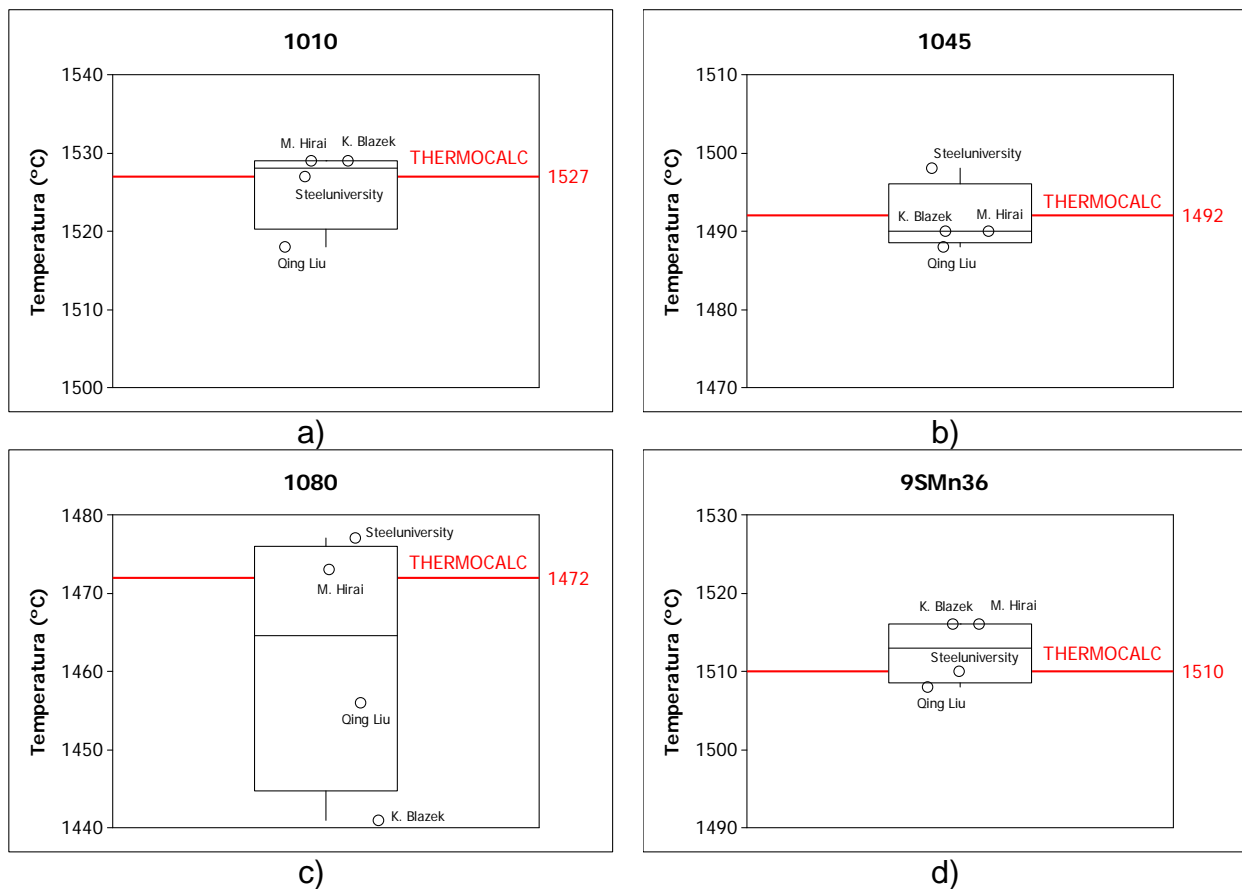 1010
1540
1530
1520
1510
1500
Temperatura (°C)
M. Hirai
K. Blazek
THERMOCALC
1527
Steeluniversity
Qing Liu
a)
1045
1510
1500
1490
1480
1470
Temperatura (°C)
Steeluniversity
THERMOCALC
1492
K. Blazek
M. Hirai
Qing Liu
b)
1080
1480
1470
1460
1450
1440
Temperatura (°C)
Steeluniversity
THERMOCALC
1472
M. Hirai
Qing Liu
K. Blazek
c)
9SMn36
1530
1520
1510
1500
1490
Temperatura (°C)
K. Blazek
M. Hirai
Steeluniversity
THERMOCALC
1510
Qing Liu
d)